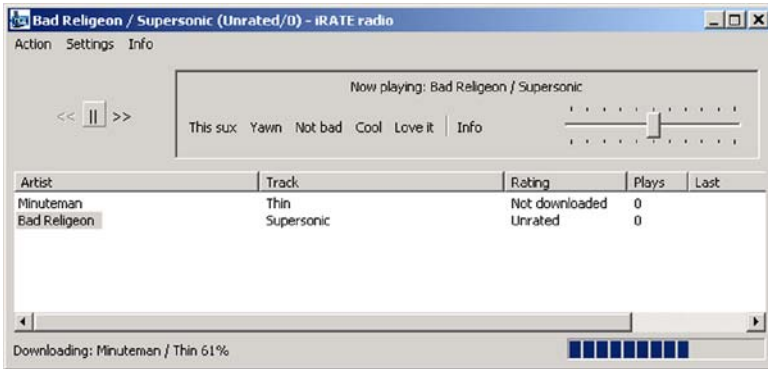 Bad Religeon / Supersonic (Unrated/0) - iRATE radio
Action Settings Info
Now playing: Bad Religeon / Supersonic
<< || >>
This sux Yawn Not bad Cool Love it Info
Artist Track Rating Plays Last
Minuteman Thin Not downloaded 0
Bad Religeon Supersonic Unrated 0
Downloading: Minuteman / Thin 61%